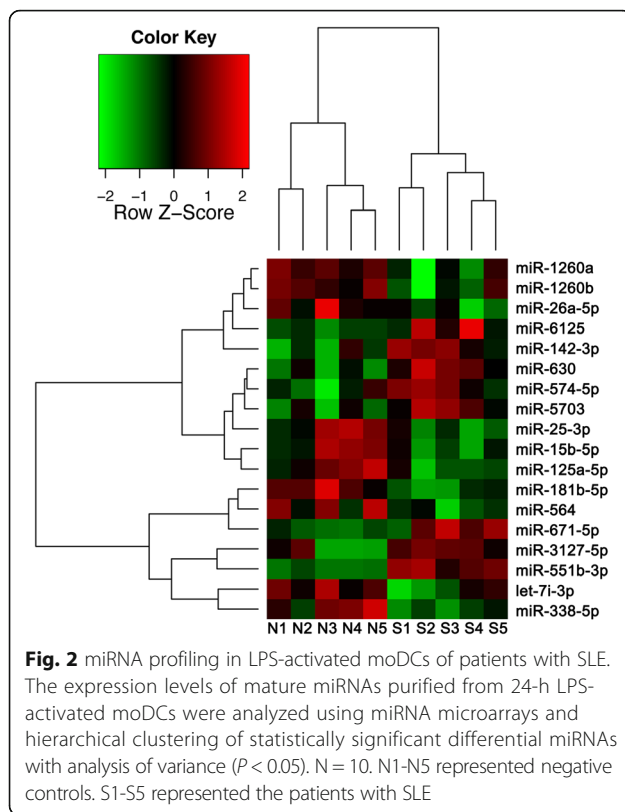 Color Key
−2 −1 0 1 2
Row Z-Score
miR-1260a
miR-1260b
miR-26a-5p
miR-6125
miR-142-3p
miR-630
miR-574-5p
miR-5703
miR-25-3p
miR-15b-5p
miR-125a-5p
miR-181b-5p
miR-564
miR-671-5p
miR-3127-5p
miR-551b-3p
let-7i-3p
miR-338-5p
N1 N2 N3 N4 N5 S1 S2 S3 S4 S5
Fig. 2 miRNA profiling in LPS-activated moDCs of patients with SLE.
The expression levels of mature miRNAs purified from 24-h LPS-
activated moDCs were analyzed using miRNA microarrays and
hierarchical clustering of statistically significant differential miRNAs
with analysis of variance (P < 0.05). N = 10. N1-N5 represented negative
controls. S1-S5 represented the patients with SLE